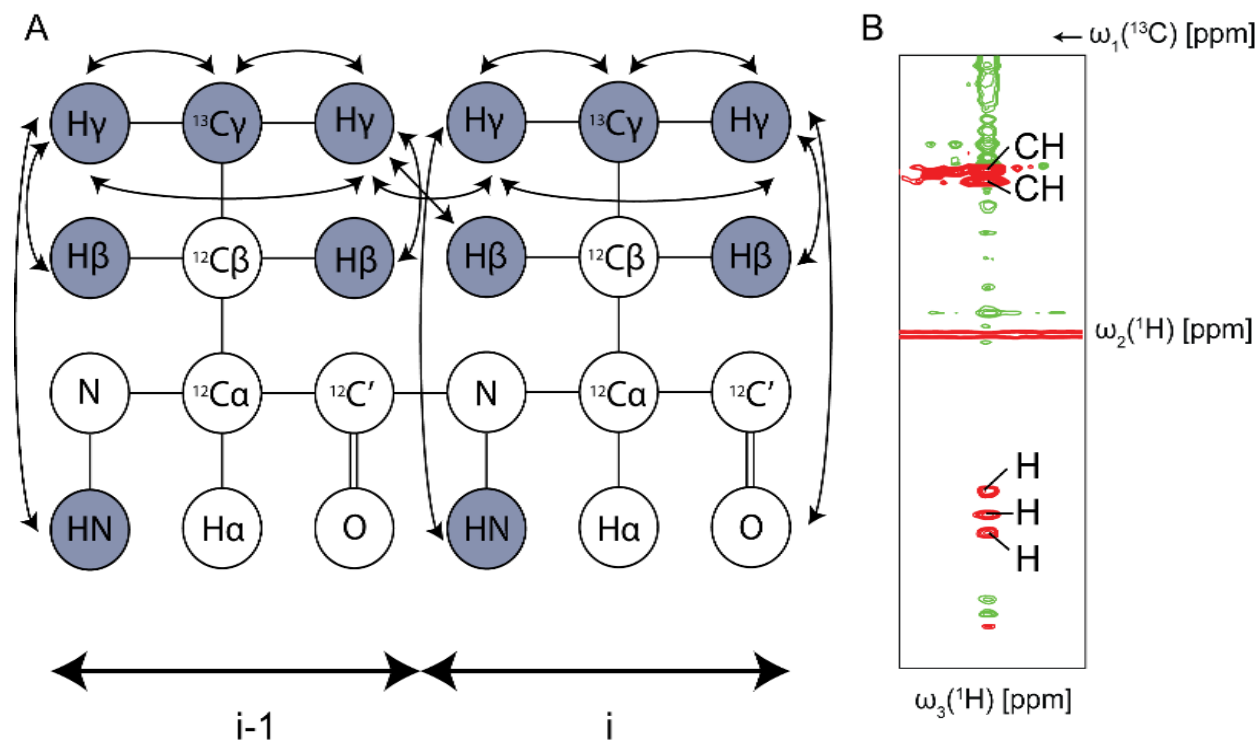 A
B
← ω₁(¹³C) [ppm]
Hγ ¹³Cγ Hγ Hγ ¹³Cγ Hγ
CH
CH
Hβ ¹²Cβ Hβ Hβ ¹²Cβ Hβ
ω₂(¹H) [ppm]
N ¹²Cα ¹²C’ N ¹²Cα ¹²C’
H
H
H
HN Hα O HN Hα O
i-1 i
ω₃(¹H) [ppm]